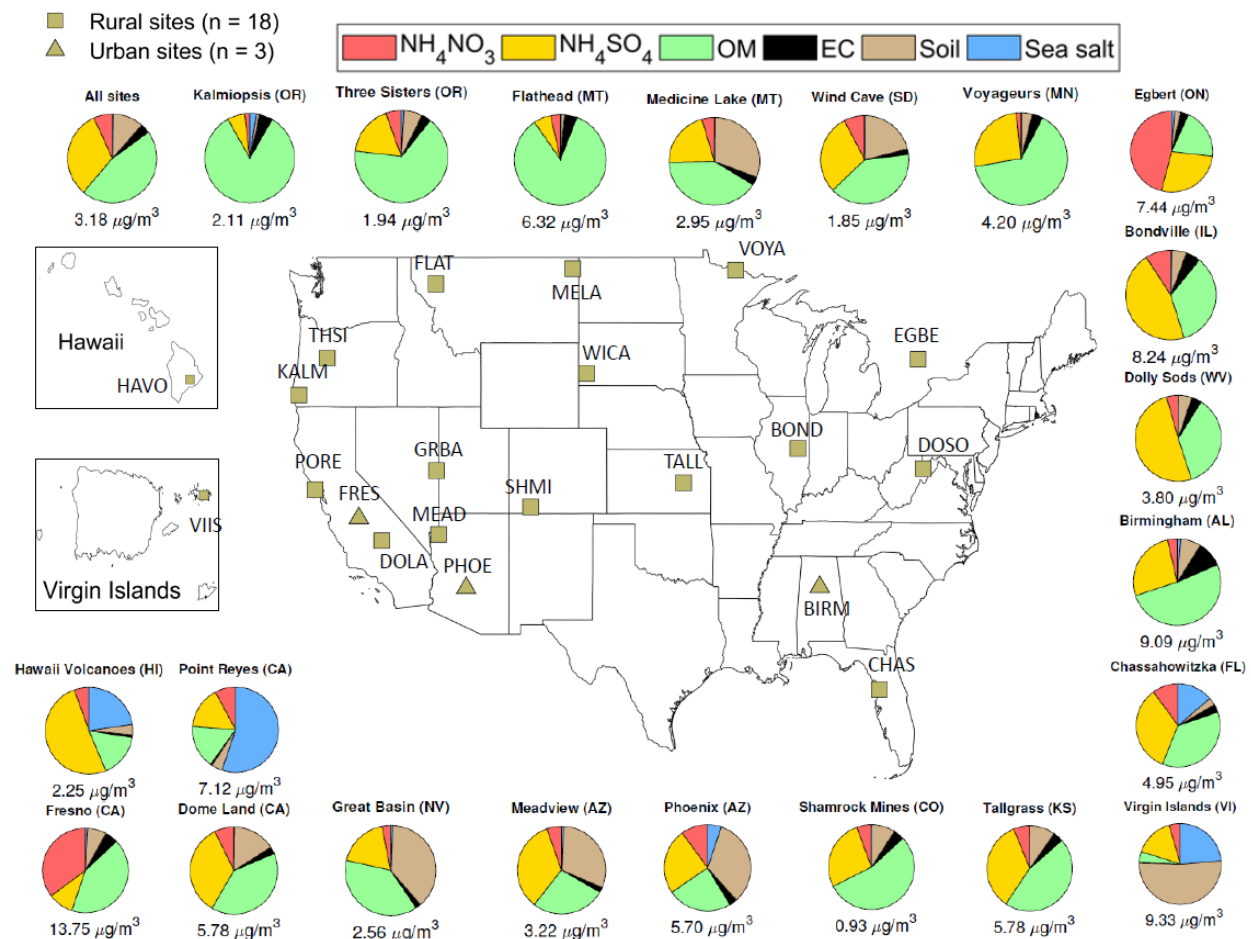 Rural sites (n = 18)
Urban sites (n = 3)
NH₄NO₃ NH₄SO₄ OM EC Soil Sea salt
All sites Kalmiopsis (OR) Three Sisters (OR) Flathead (MT) Medicine Lake (MT) Wind Cave (SD) Voyageurs (MN) Egbert (ON)
3.18 μg/m³ 2.11 μg/m³ 1.94 μg/m³ 6.32 μg/m³ 2.95 μg/m³ 1.85 μg/m³ 4.20 μg/m³ 7.44 μg/m³
Bondville (IL)
8.24 μg/m³
Dolly Sods (WV)
3.80 μg/m³
Birmingham (AL)
9.09 μg/m³
Chassahowitzka (FL)
4.95 μg/m³
Hawaii
HAVO
VIIS
Virgin Islands
FLAT
MELA
VOYA
THSI
WICA
EGBE
KALM
BOND
DOSO
GRBA
TALL
PORE
SHMI
FRES
MEAD
DOLA
PHOE
BIRM
CHAS
Hawaii Volcanoes (HI) Point Reyes (CA)
2.25 μg/m³ 7.12 μg/m³
Fresno (CA) Dome Land (CA) Great Basin (NV) Meadview (AZ) Phoenix (AZ) Shamrock Mines (CO) Tallgrass (KS) Virgin Islands (VI)
13.75 μg/m³ 5.78 μg/m³ 2.56 μg/m³ 3.22 μg/m³ 5.70 μg/m³ 0.93 μg/m³ 5.78 μg/m³ 9.33 μg/m³